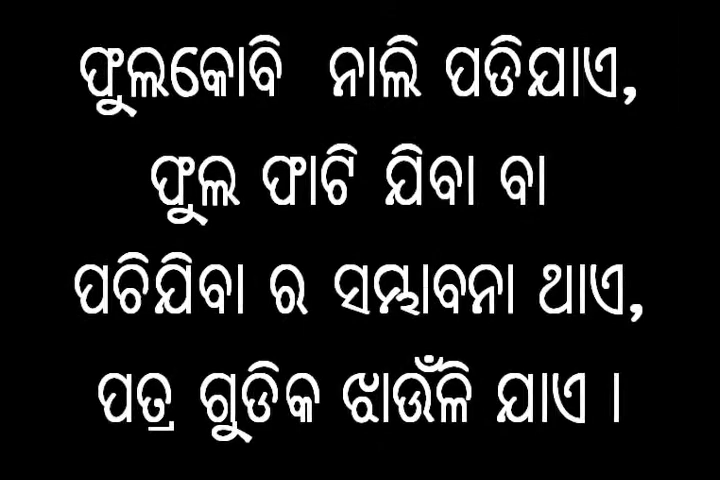 ଫୁଲକୋବି ନାଲି ପଡିଯାଏ,
ଫୁଲ ଫାଟି ଯିବା ବା
ପଚିଯିବା ର ସମ୍ଭାବନା ଥାଏ,
ପତ୍ର ଗୁଡିକ ଝାଉଁଳି ଯାଏ ।